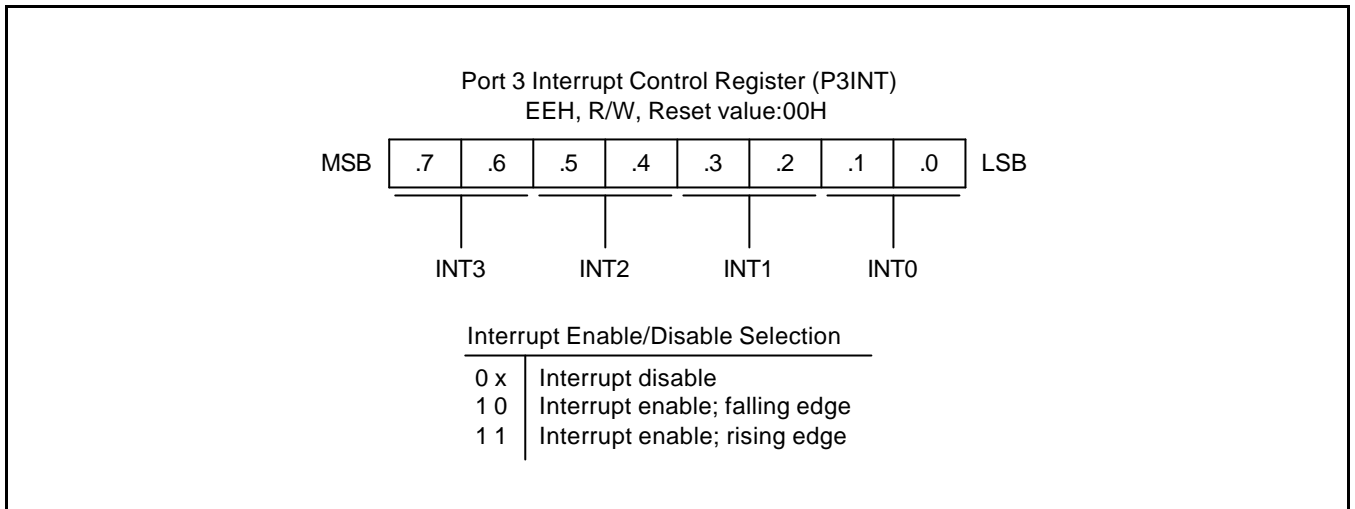 Port 3 Interrupt Control Register (P3INT)
EEH, R/W, Reset value:00H
MSB .7 .6 .5 .4 .3 .2 .1 .0 LSB
INT3 INT2 INT1 INT0
Interrupt Enable/Disable Selection
0 x Interrupt disable
1 0 Interrupt enable; falling edge
1 1 Interrupt enable; rising edge